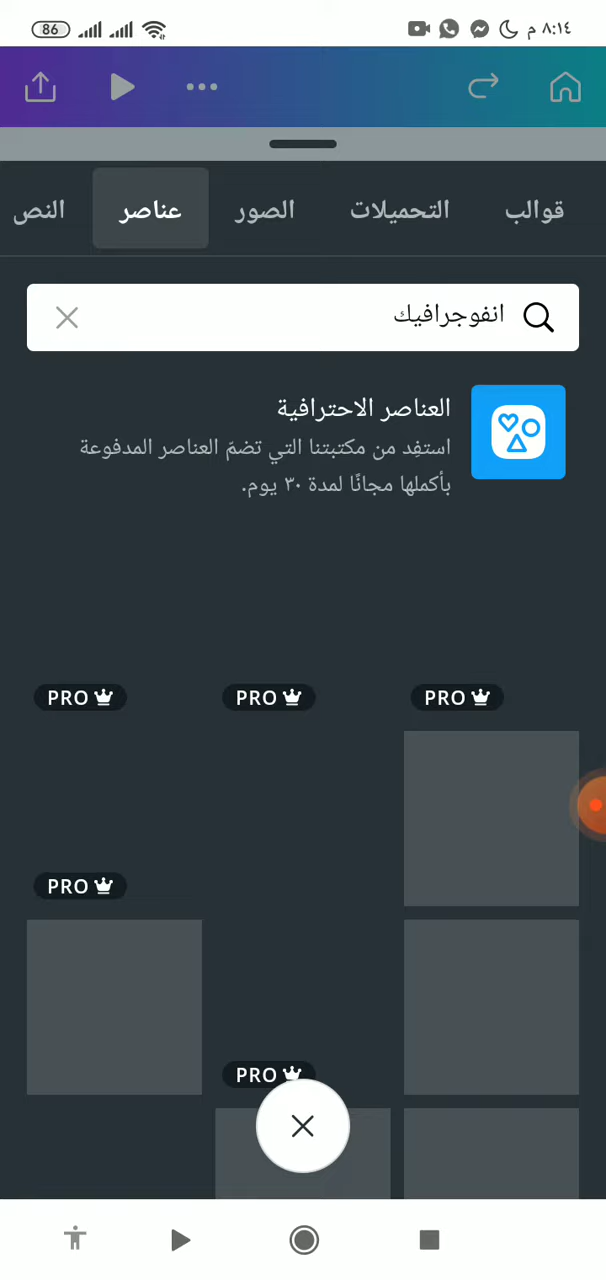 ٨:١٤ م
86
قوالب
التحميلات
الصور
عناصر
النص
انفوجرافيك
العناصر الاحترافية
استفِد من مكتبتنا التي تضمّ العناصر المدفوعة
بأكملها مجانًا لمدة ٣٠ يوم.
PRO
PRO
PRO
PRO
PRO